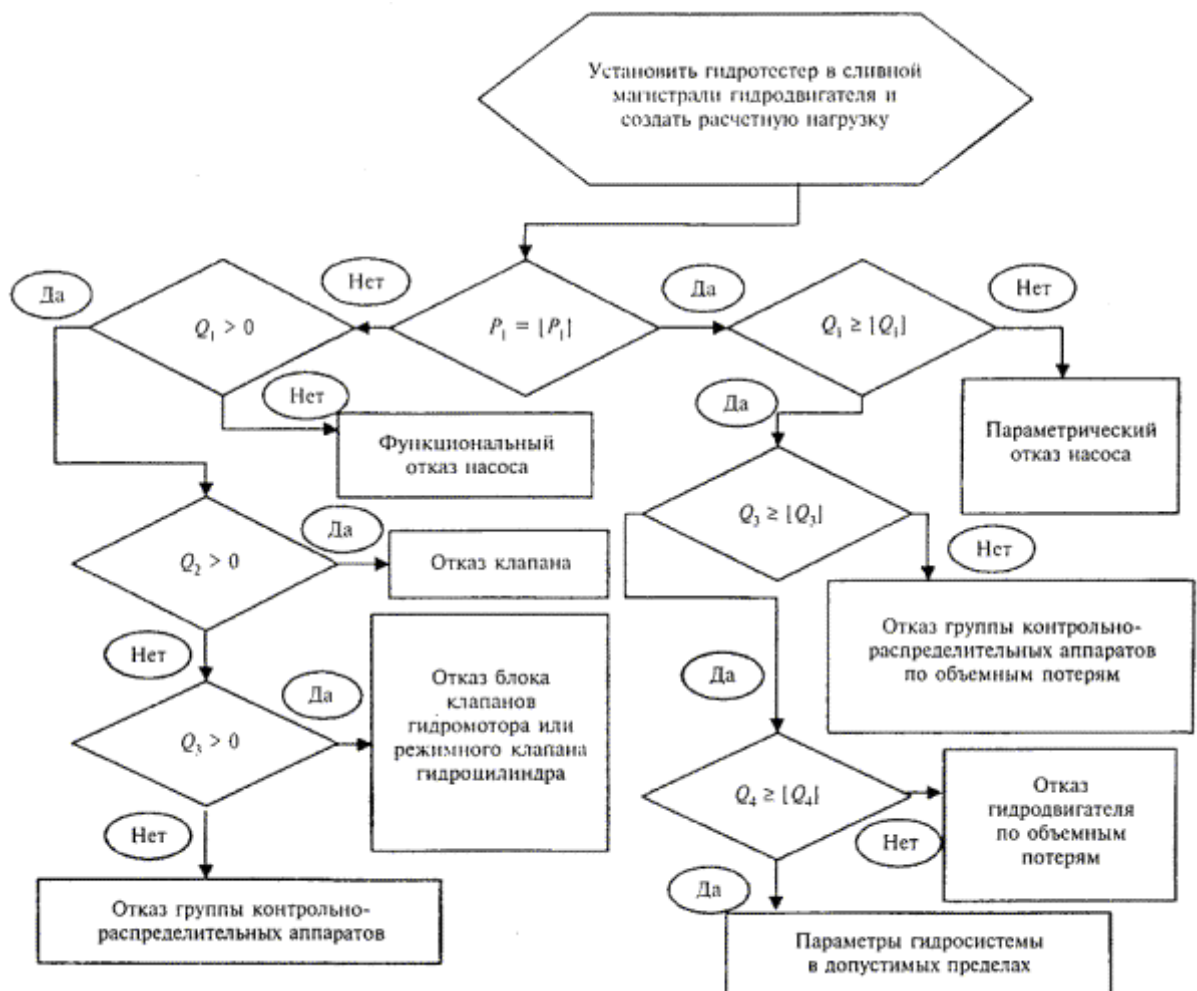 Установить гидротестер в сливной
магистрали гидродвигателя и
создать расчетную нагрузку
Да
Нет
Да
Нет
Q₁ > 0
P₁ = [P₁]
Q₁ ≥ [Q₁]
Нет
Да
Функциональный
отказ насоса
Параметрический
отказ насоса
Q₂ > 0
Да
Отказ клапана
Q₃ ≥ [Q₃]
Нет
Отказ группы контрольно-
распределительных аппаратов
по объемным потерям
Нет
Да
Отказ блока
клапанов
гидромотора или
режимного клапана
гидроцилиндра
Да
Q₃ > 0
Q₄ ≥ [Q₄]
Отказ
гидродвигателя
по объемным
потерям
Нет
Нет
Да
Отказ группы контрольно-
распределительных аппаратов
Параметры гидросистемы
в допустимых пределах